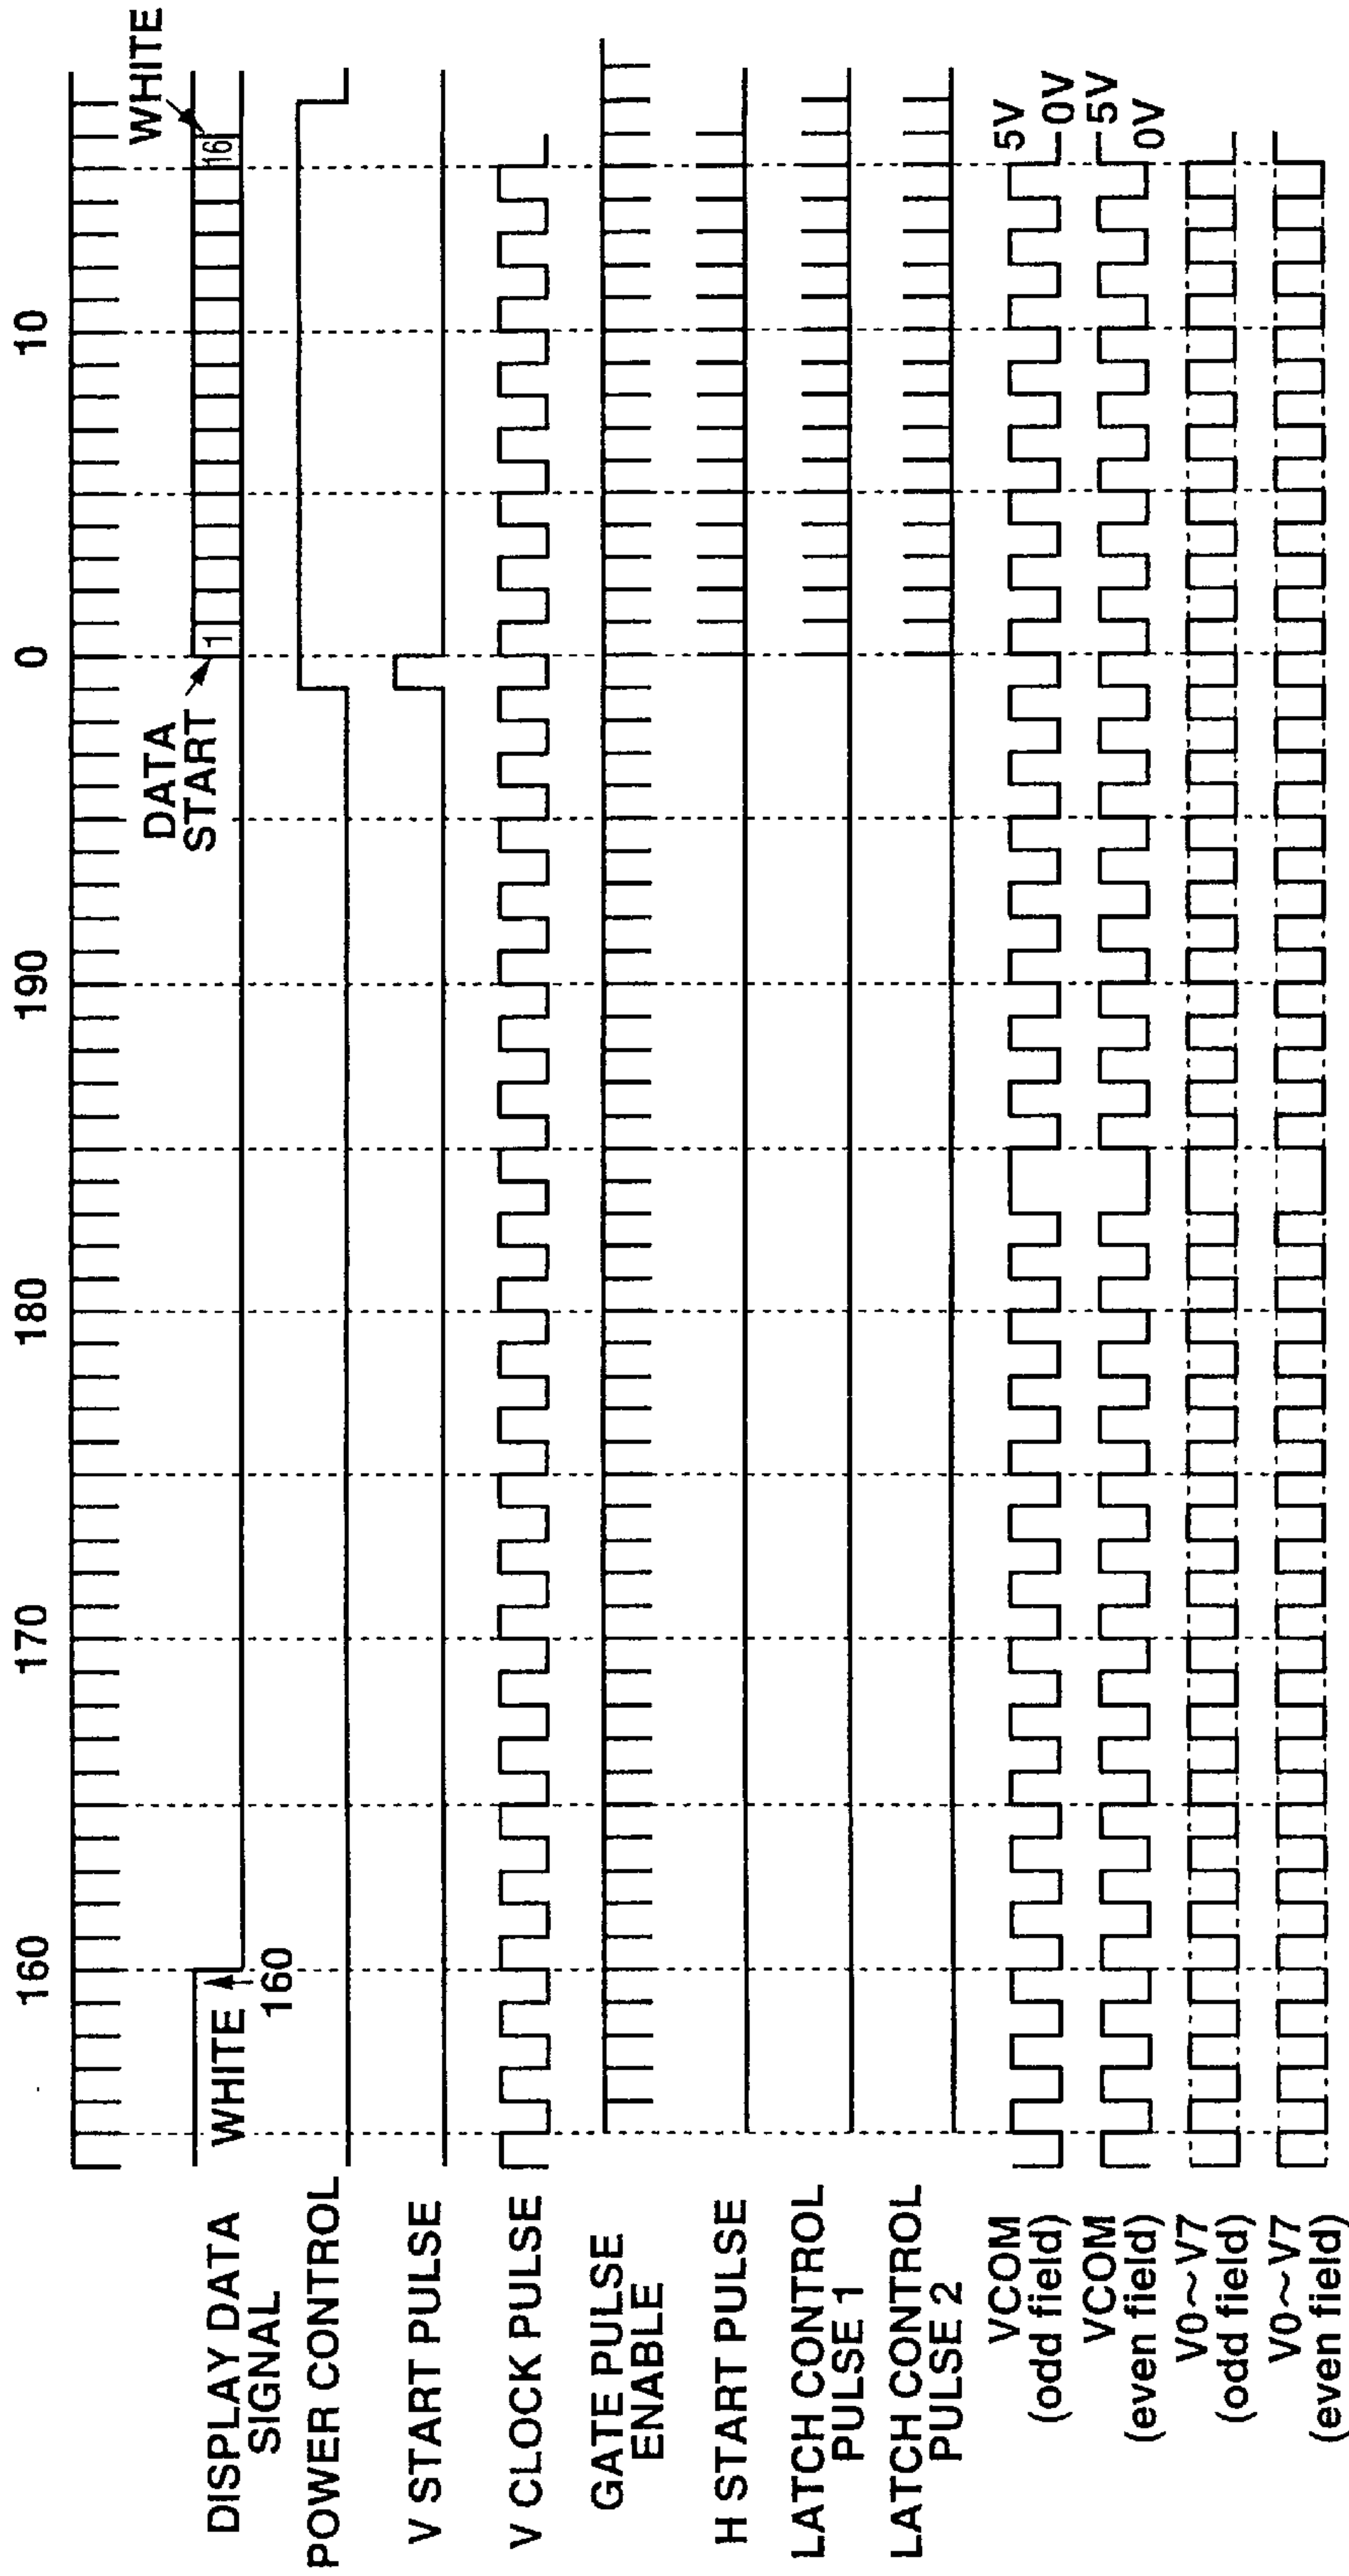 160 170 180 190 0 10
DISPLAY DATA
SIGNAL
WHITE
160
DATA
START
1
16
WHITE
POWER CONTROL
V START PULSE
V CLOCK PULSE
GATE PULSE
ENABLE
H START PULSE
LATCH CONTROL
PULSE 1
LATCH CONTROL
PULSE 2
VCOM
(odd field)
5V
0V
VCOM
(even field)
5V
0V
V0~V7
(odd field)
V0~V7
(even field)